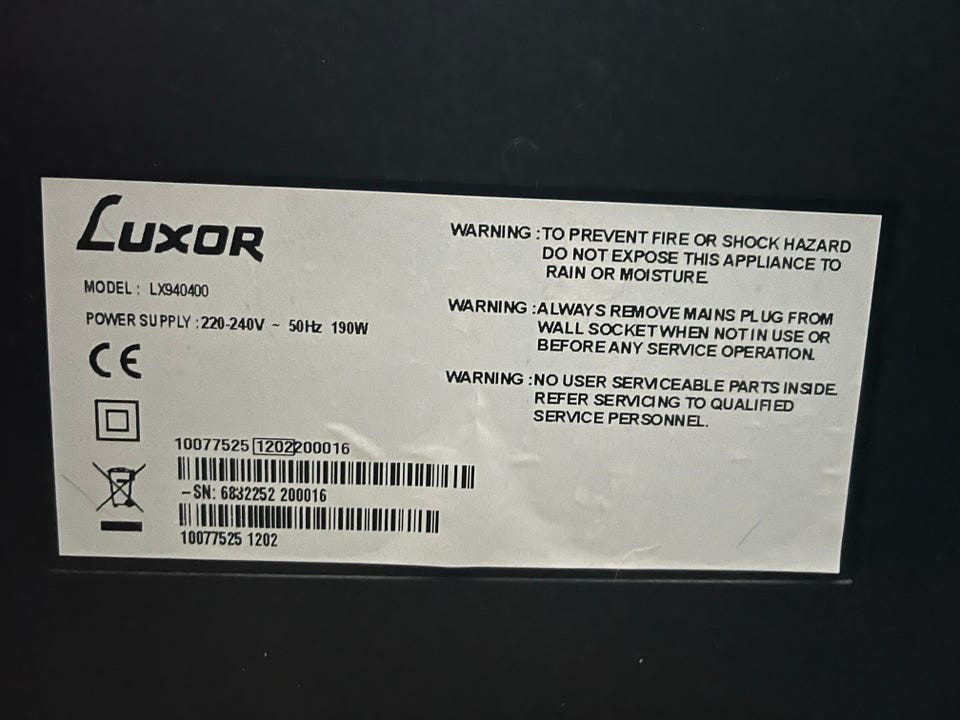 LUXOR
MODEL : LX940400
POWER SUPPLY : 220-240V ~ 50Hz 190W
CE
10077525 1202200016
-SN: 6832252 200016
10077525 1202
WARNING :TO PREVENT FIRE OR SHOCK HAZARD
DO NOT EXPOSE THIS APPLIANCE TO
RAIN OR MOISTURE.
WARNING :ALWAYS REMOVE MAINS PLUG FROM
WALL SOCKET WHEN NOT IN USE OR
BEFORE ANY SERVICE OPERATION.
WARNING :NO USER SERVICEABLE PARTS INSIDE.
REFER SERVICING TO QUALIFIED
SERVICE PERSONNEL.